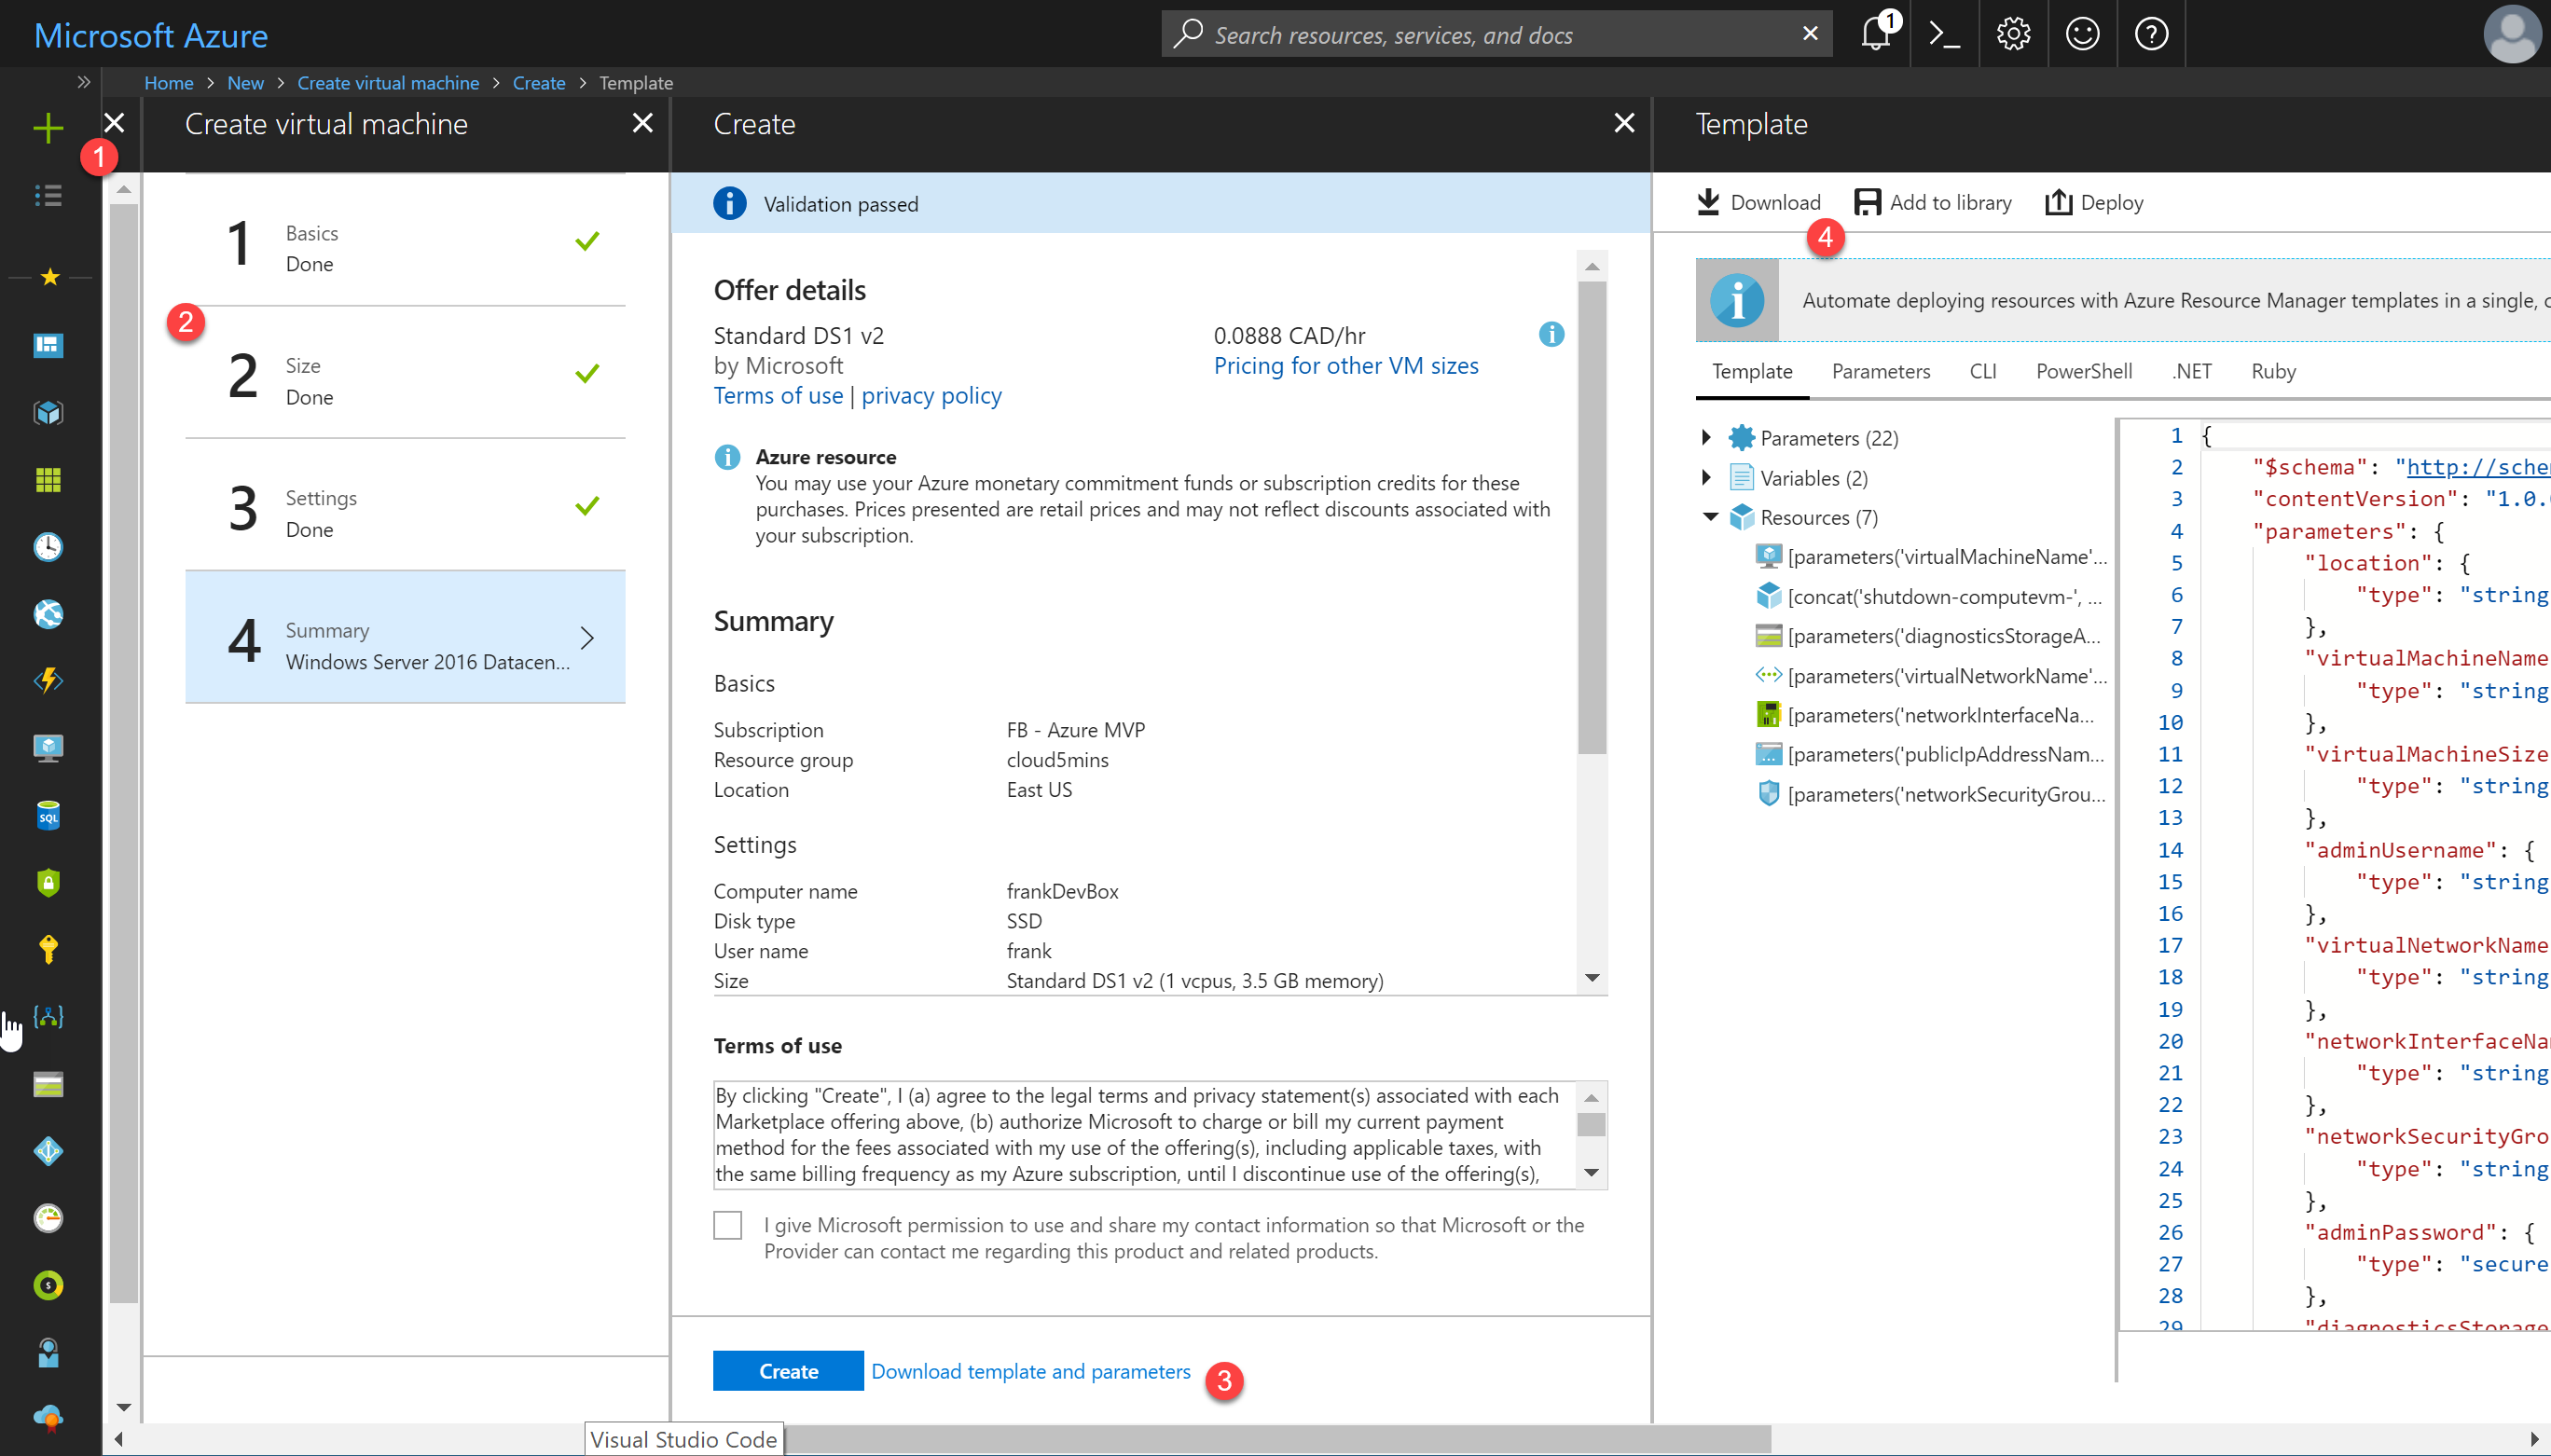 Microsoft Azure
Search resources, services, and docs
1
Home > New > Create virtual machine > Create > Template
1
Create virtual machine
1
Basics
Done
2
2
Size
Done
3
Settings
Done
4
Summary
Windows Server 2016 Datacen...
Create
Validation passed
Offer details
Standard DS1 v2
by Microsoft
Terms of use | privacy policy
0.0888 CAD/hr
Pricing for other VM sizes
Azure resource
You may use your Azure monetary commitment funds or subscription credits for these
purchases. Prices presented are retail prices and may not reflect discounts associated with
your subscription.
Summary
Basics
Subscription FB - Azure MVP
Resource group cloud5mins
Location East US
Settings
Computer name frankDevBox
Disk type SSD
User name frank
Size Standard DS1 v2 (1 vcpus, 3.5 GB memory)
Terms of use
By clicking "Create", I (a) agree to the legal terms and privacy statement(s) associated with each
Marketplace offering above, (b) authorize Microsoft to charge or bill my current payment
method for the fees associated with my use of the offering(s), including applicable taxes, with
the same billing frequency as my Azure subscription, until I discontinue use of the offering(s),
I give Microsoft permission to use and share my contact information so that Microsoft or the
Provider can contact me regarding this product and related products.
Create Download template and parameters 3
Visual Studio Code
Template
Download Add to library Deploy
4
Automate deploying resources with Azure Resource Manager templates in a single, c
Template Parameters CLI PowerShell .NET Ruby
Parameters (22)
Variables (2)
Resources (7)
[parameters('virtualMachineName'...
[concat('shutdown-computevm-', ...
[parameters('diagnosticsStorageA...
[parameters('virtualNetworkName'...
[parameters('networkInterfaceNa...
[parameters('publicIpAddressNam...
[parameters('networkSecurityGrou...
1 {
2 "$schema": "http://sche
3 "contentVersion": "1.0.
4 "parameters": {
5 "location": {
6 "type": "string
7 },
8 "virtualMachineName
9 "type": "string
10 },
11 "virtualMachineSize
12 "type": "string
13 },
14 "adminUsername": {
15 "type": "string
16 },
17 "virtualNetworkName
18 "type": "string
19 },
20 "networkInterfaceNa
21 "type": "string
22 },
23 "networkSecurityGro
24 "type": "string
25 },
26 "adminPassword": {
27 "type": "secure
28 },
29 "diagnosticsStorage
SQL